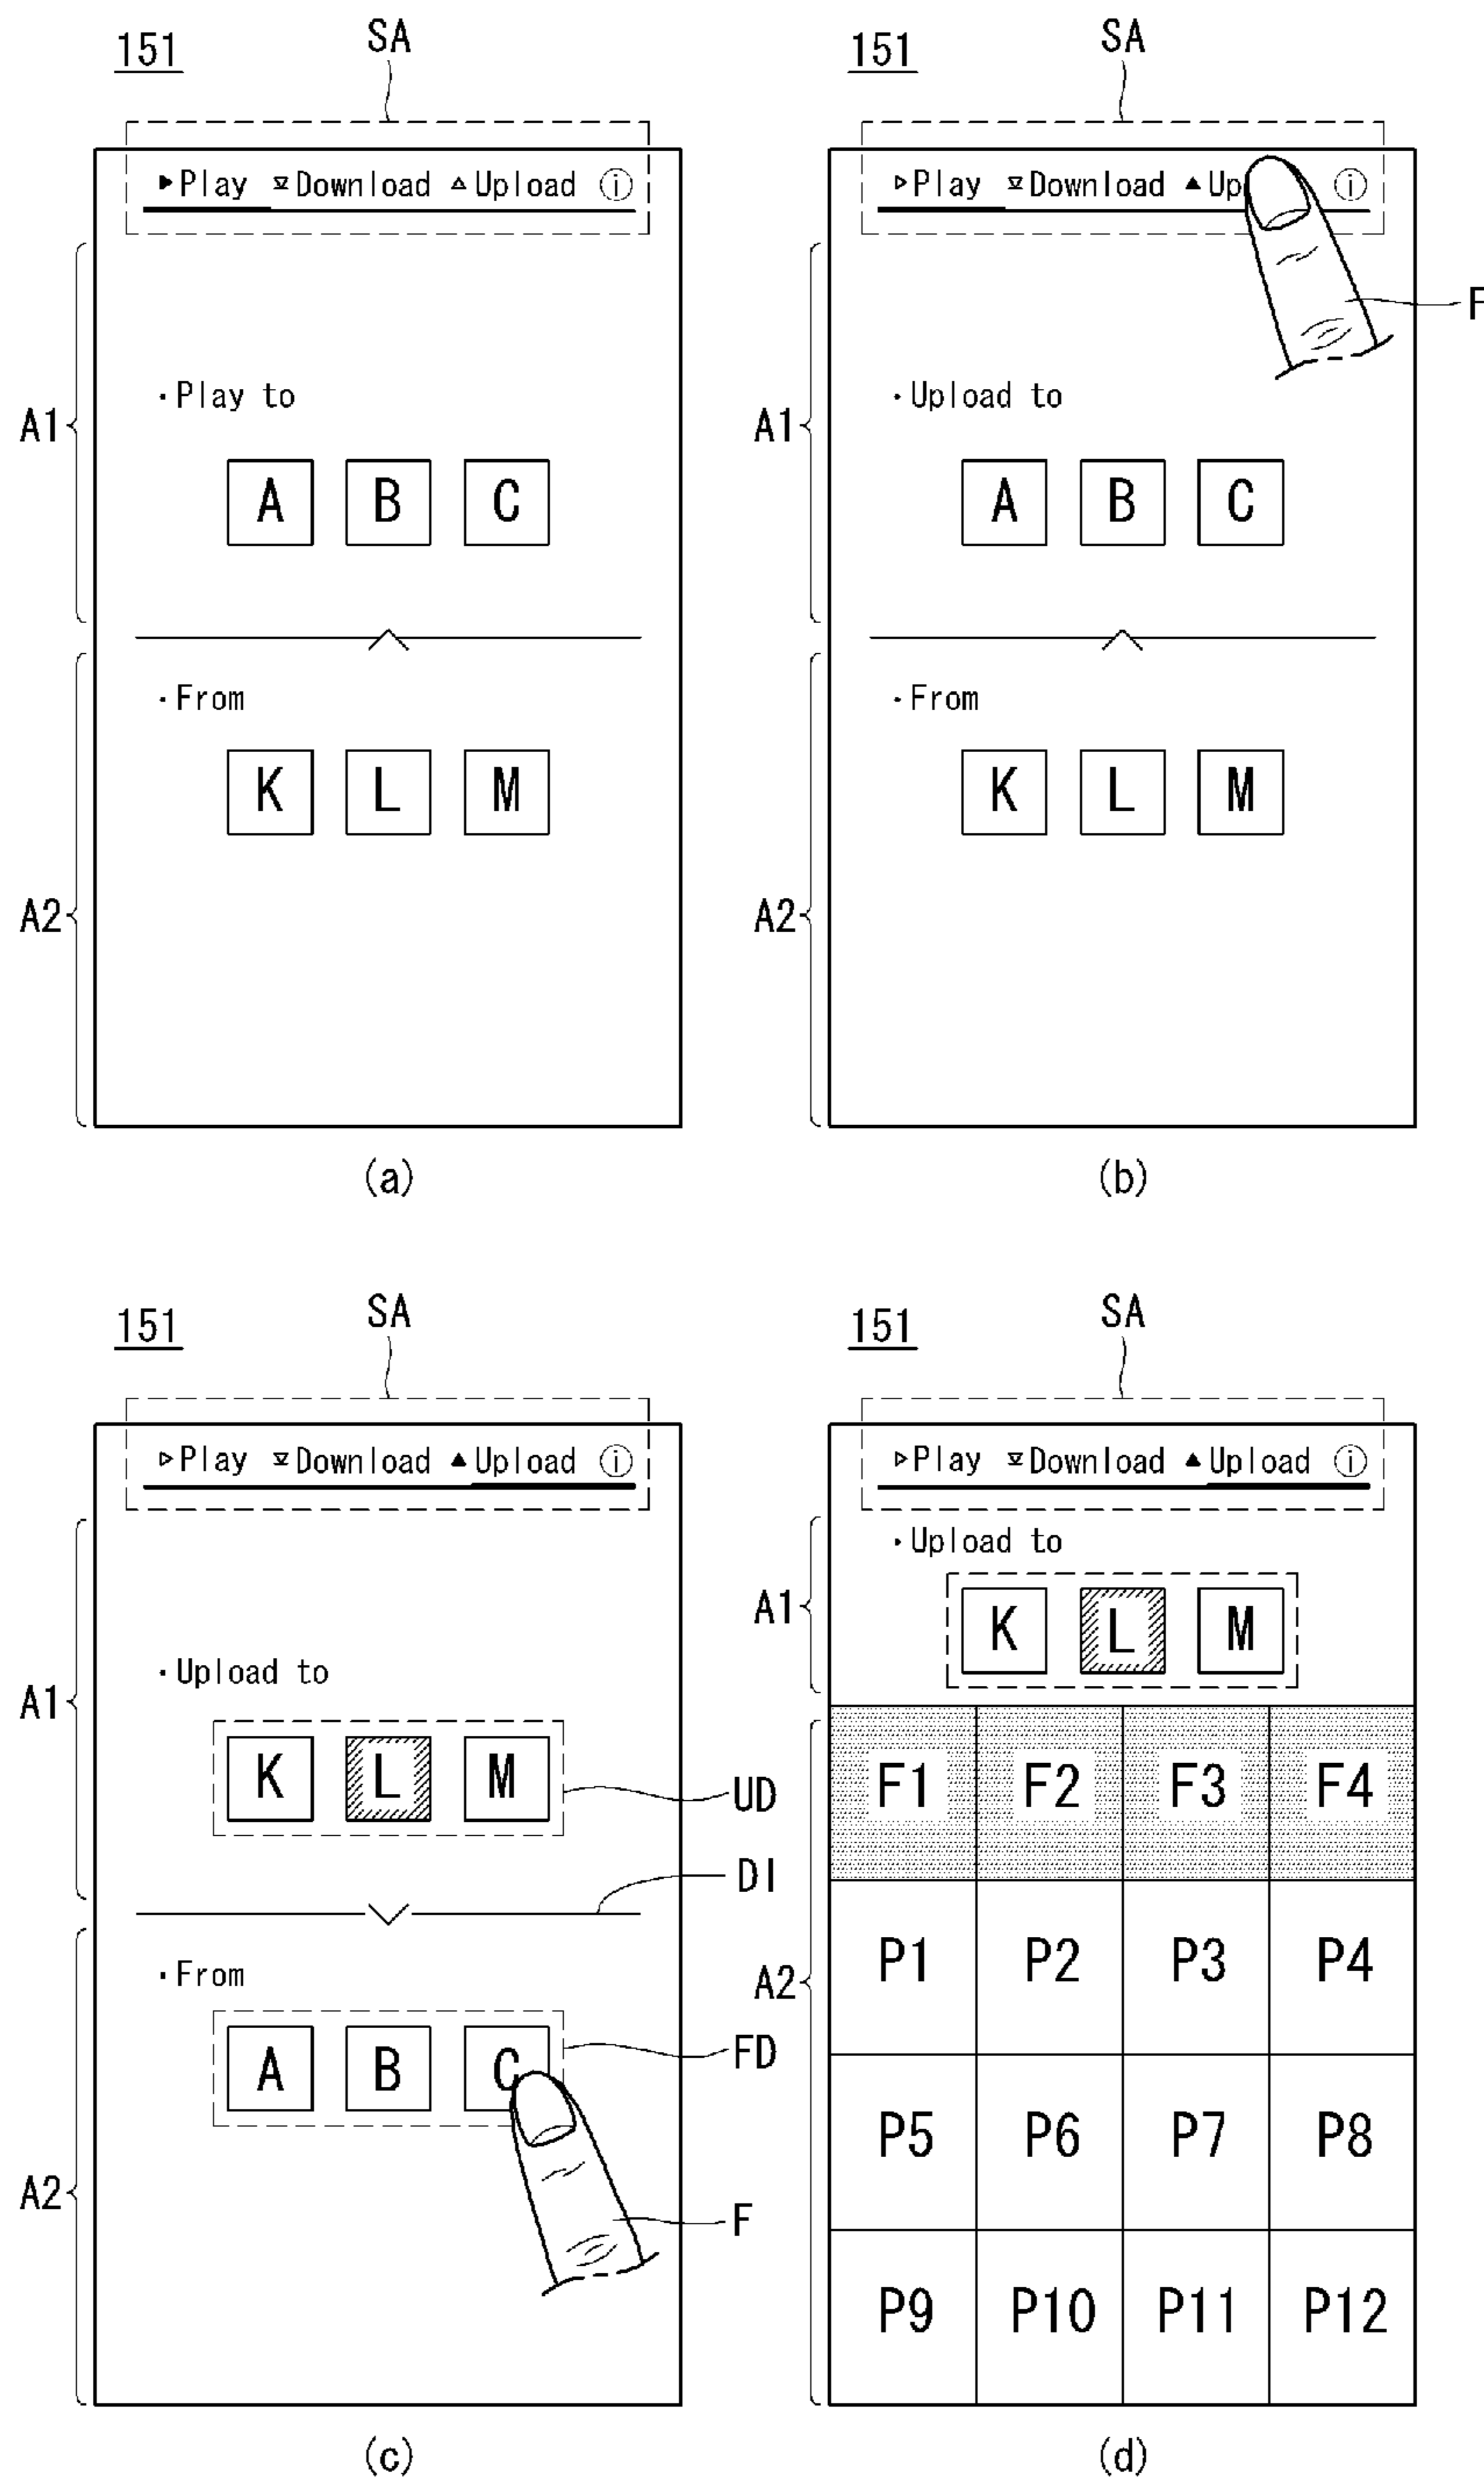 151 SA 151 SA
Play Download Upload i
Play Download Up i
F
A1 Play to
A B C
A1 Upload to
A B C
A2 From
K L M
A2 From
K L M
(a) (b)
151 SA 151 SA
Play Download Upload i
Play Download Upload i
A1 Upload to
K L M UD
DI
A2 From
A B C FD
F
A1 Upload to
K L M
A2
F1 F2 F3 F4
P1 P2 P3 P4
P5 P6 P7 P8
P9 P10 P11 P12
(c) (d)